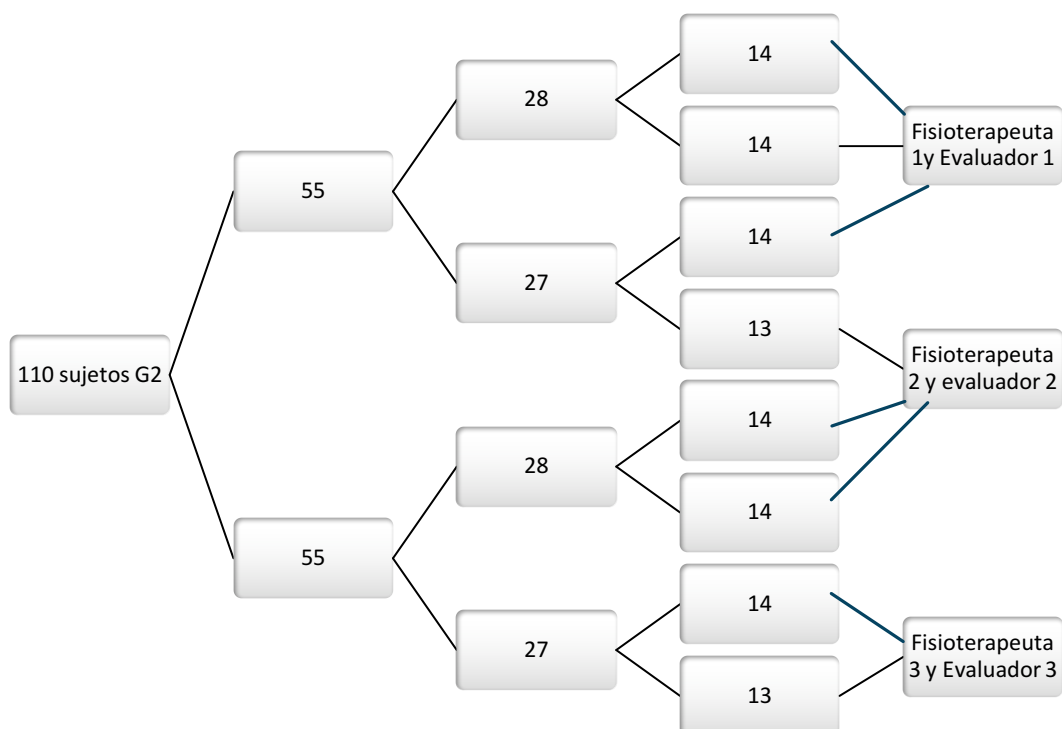 110 sujetos G2
55
28
14
14
Fisioterapeuta
1y Evaluador 1
27
14
13
Fisioterapeuta
2 y evaluador 2
55
28
14
14
27
14
13
Fisioterapeuta
3 y Evaluador 3